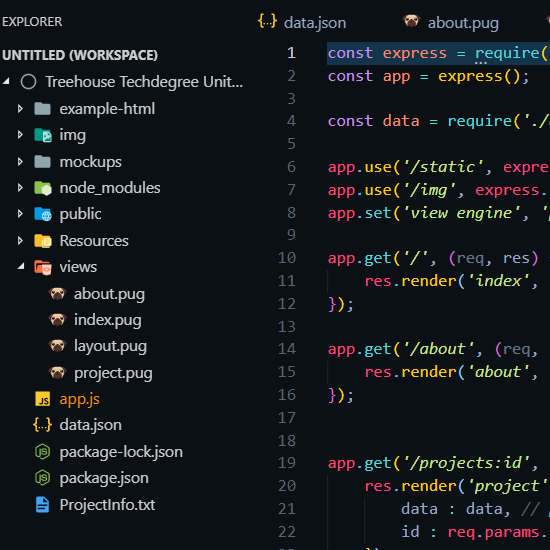 EXPLORER
UNTITLED (WORKSPACE)
Treehouse Techdegree Unit...
example-html
img
mockups
node_modules
public
Resources
views
about.pug
index.pug
layout.pug
project.pug
JS app.js
{..} data.json
package-lock.json
package.json
ProjectInfo.txt
{..} data.json
about.pug
1 const express = require(
2 const app = express();
3
4 const data = require('./
5
6 app.use('/static', expre
7 app.use('/img', express.
8 app.set('view engine', '
9
10 app.get('/', (req, res)
11 res.render('index',
12 });
13
14 app.get('/about', (req,
15 res.render('about',
16 });
17
18
19 app.get('/projects:id',
20 res.render('project'
21 data : data, //
22 id : req.params.